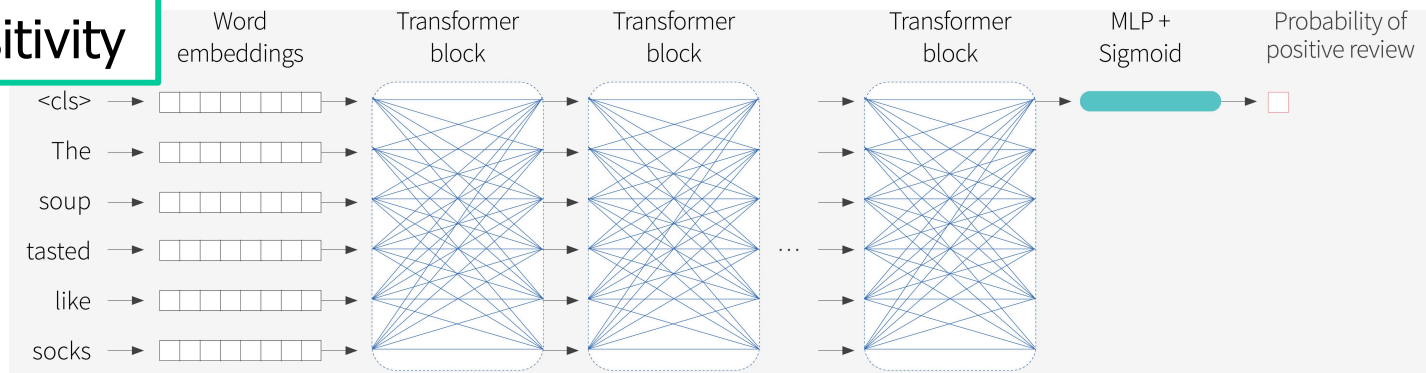 sitivity
Word
embeddings
Transformer
block
Transformer
block
Transformer
block
MLP +
Sigmoid
Probability of
positive review
<cls>
The
soup
tasted
...
like
socks